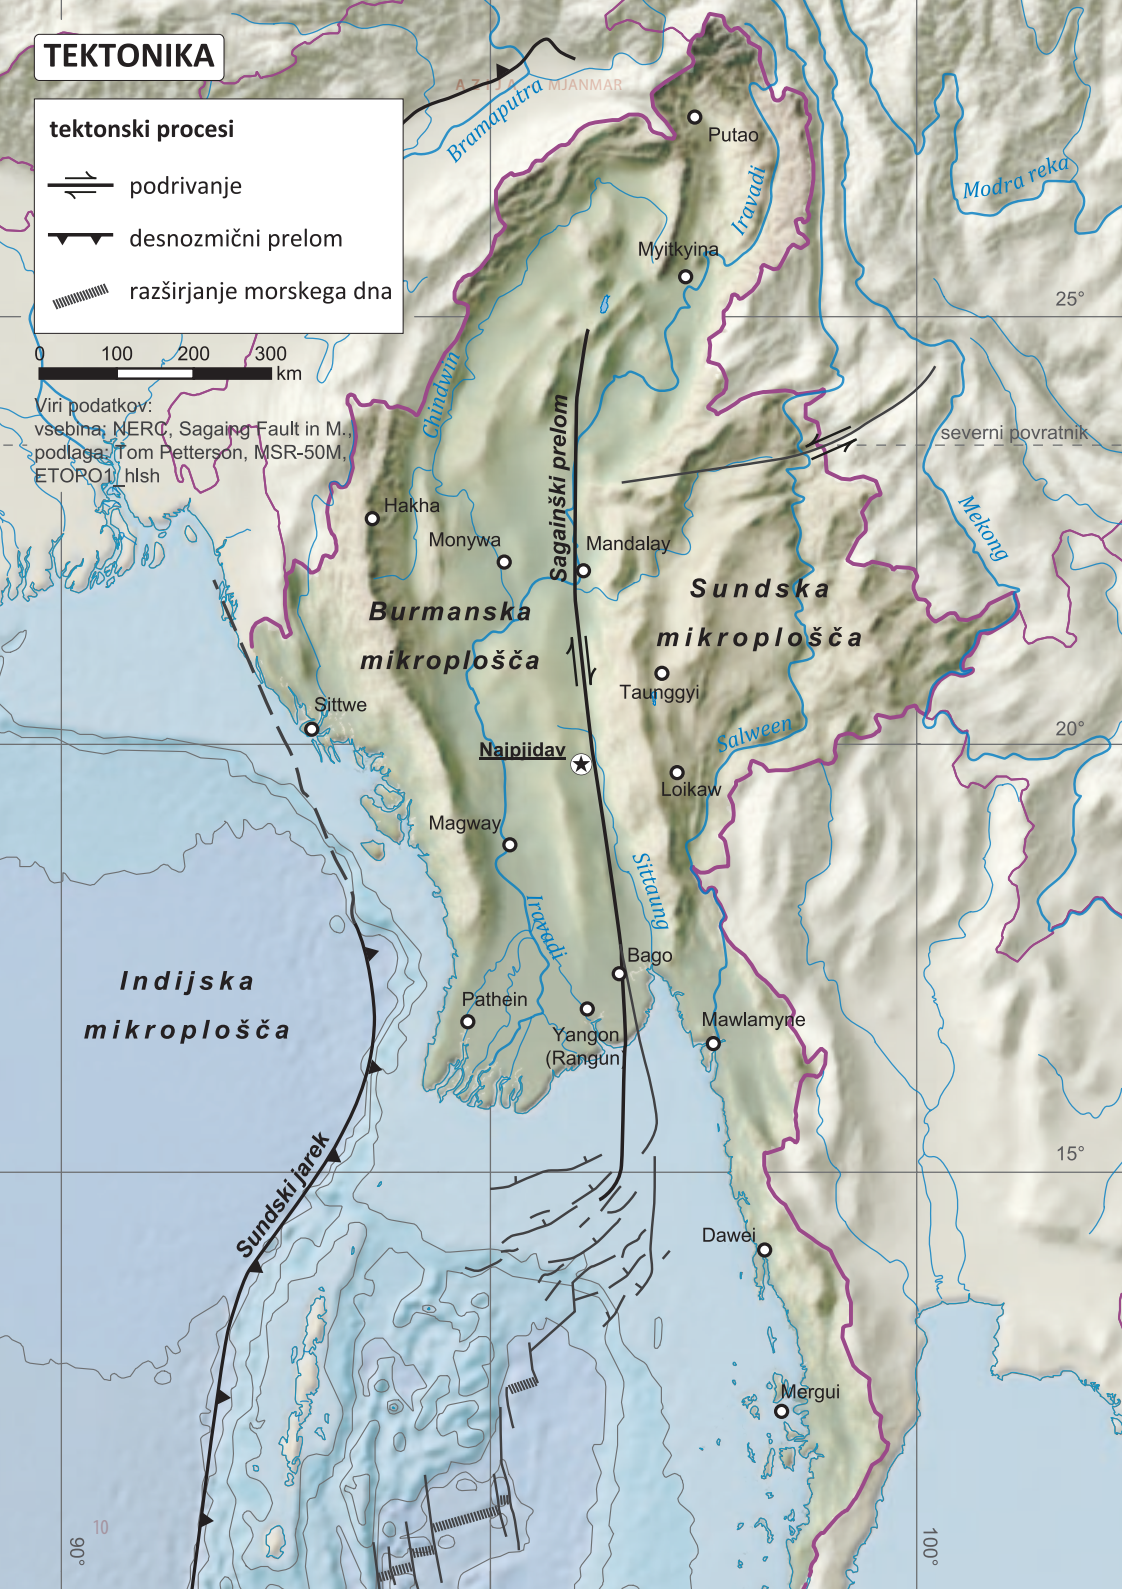 TEKTONIKA
tektonski procesi
podrivanje
desnozmični prelom
razširjanje morskega dna
0 100 200 300
km
Viri podatkov:
vsebina: NERC, Sagaing Fault in M.,
podlaga: Tom Petterson, MSR-50M,
ETOPO1_hlsh
AZIJA MJANMAR
Bramaputra
Putao
Iravadi
Modra reka
Myitkyina
25°
Chindwin
Sagainški prelom
severni povratnik
Hakha
Monywa
Mandalay
Mekong
Burmanska
mikroplošča
Sundska
mikroplošča
Taunggyi
Sittwe
Salween
20°
Najpjidav
Loikaw
Magway
Sittaung
Iravadi
Bago
Indijska
mikroplošča
Pathein
Yangon
(Rangun)
Mawlamyne
Sundski jarek
15°
Dawei
Mergui
10
90°
100°